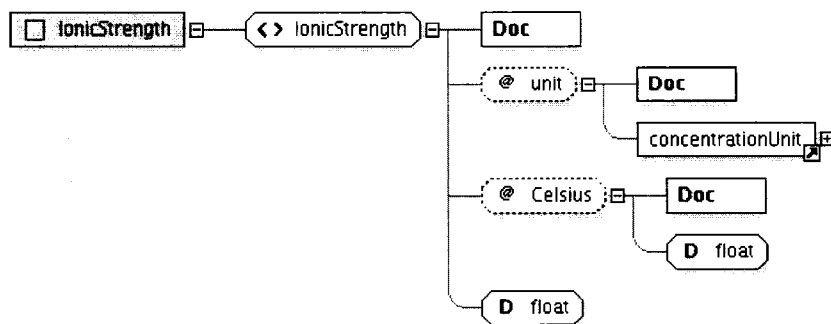 IonicStrength <> IonicStrength Doc
@ unit Doc
concentrationUnit
@ Celsius Doc
D float
D float